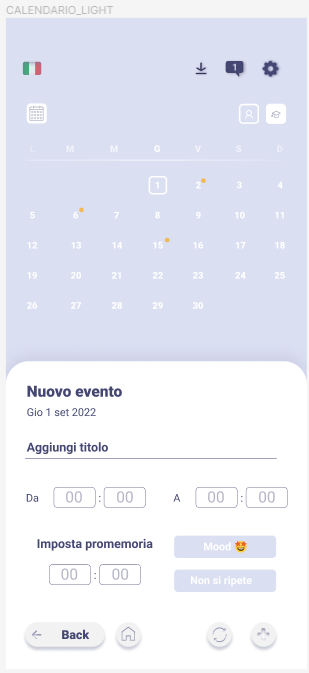 CALENDARIO_LIGHT
1
L M M G V S D
1 2 3 4
5 6 7 8 9 10 11
12 13 14 15 16 17 18
19 20 21 22 23 24 25
26 27 28 29 30
Nuovo evento
Gio 1 set 2022
Aggiungi titolo
Da 00 : 00 A 00 : 00
Imposta promemoria Mood 🤩
00 : 00 Non si ripete
Back